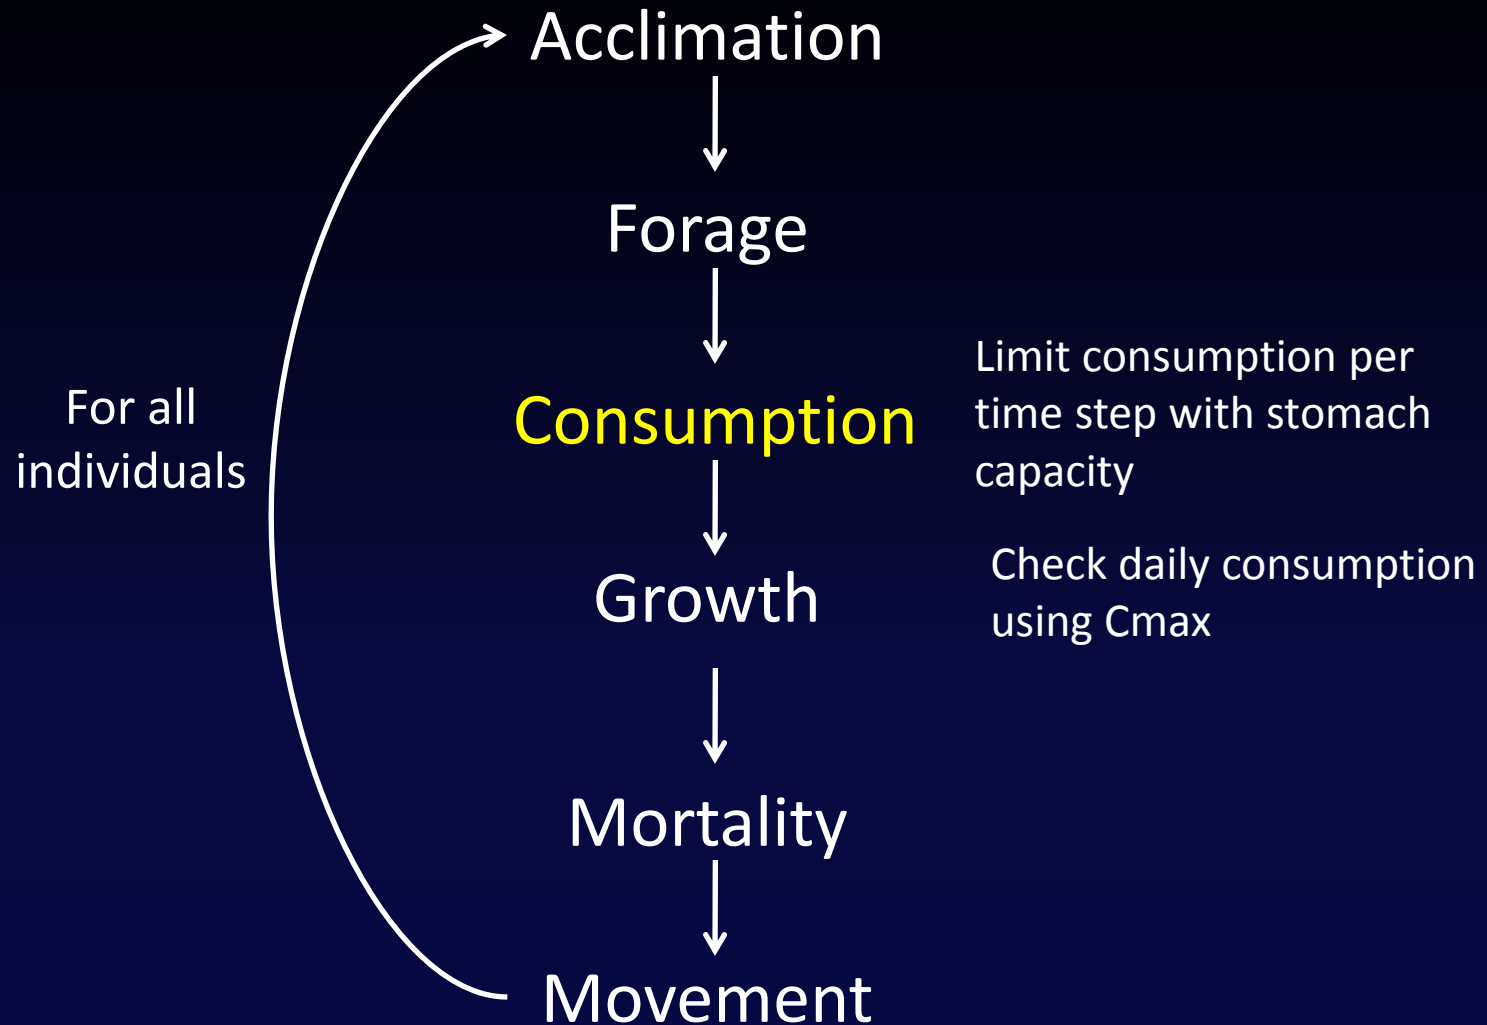 Acclimation
Forage
For all
individuals
Consumption
Limit consumption per
time step with stomach
capacity
Check daily consumption
using Cmax
Growth
Mortality
Movement